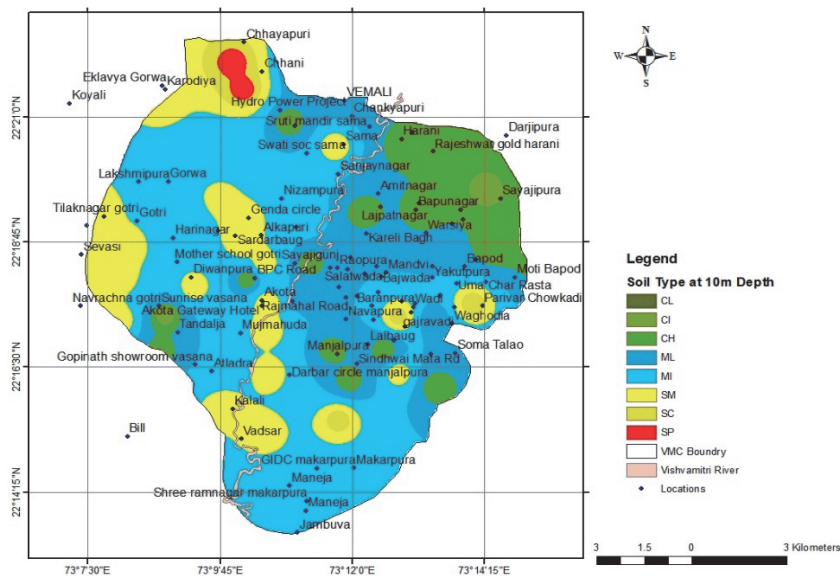 Chhayapuri
N
W E
S
Chhani
Eklavya Gorwa
Karodiya
Koyali
VEMALI
Hydro Power Project
Chankyapuri
22°21'0"N
Sruti mandir sama
Sama
Harani
Darjipura
Swati soc sama
Rajeshwar gold harani
Sanjaynagar
Lakshmipura
Gorwa
Nizampura
Amitnagar
Sayajipura
Tilaknagar gotri
Gotri
Genda circle
Lajpatnagar
Bapunagar
Harinagar
Alkapuri
Sardarbaug
Kareli Bagh
Warsiya
22°18'45"N
Sevasi
Mother school gotri
Sayajigunj
Raopura
Mandvi
Bapod
Diwanpura
BPC Road
Salatwada
Bajwada
Yakutpura
Moti Bapod
Uma Char Rasta
Navrachna gotri
Sunrise vasana
Akota
Baranpura
Wadi
Parivar Chowkadi
Akota Gateway Hotel
Rajmahal Road
Navapura
Waghodia
Tandalja
Mujmahuda
gajravadi
Lalbaug
Gopinath showroom vasana
Manjalpura
Soma Talao
22°16'30"N
Atladra
Sindhwai Mata Rd
Darbar circle manjalpura
Kalali
Bill
Vadsar
GIDC makarpura
Makarpura
22°14'15"N
Maneja
Shree ramnagar makarpura
Maneja
Jambuva
73°7'30"E
73°9'45"E
73°12'0"E
73°14'15"E
Legend
Soil Type at 10m Depth
CL
CI
CH
ML
MI
SM
SC
SP
VMC Boundry
Vishvamitri River
Locations
3 1.5 0 3 Kilometers